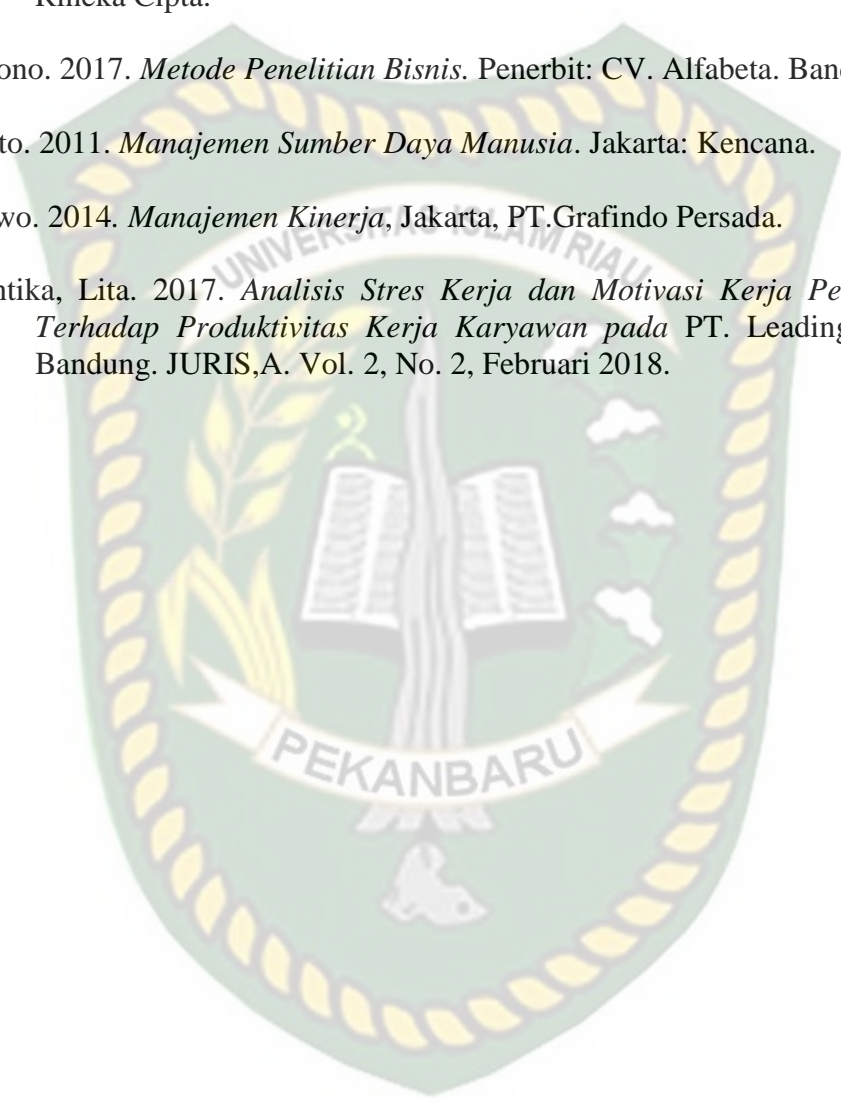 Rineka Cipta.
ono. 2017. Metode Penelitian Bisnis. Penerbit: CV. Alfabeta. Ban
to. 2011. Manajemen Sumber Daya Manusia. Jakarta: Kencana.
wo. 2014. Manajemen Kinerja, Jakarta, PT.Grafindo Persada.
UNIVERSITAS ISLAM RIAU
ntika, Lita. 2017. Analisis Stres Kerja dan Motivasi Kerja Pe
Terhadap Produktivitas Kerja Karyawan pada PT. Leading
Bandung. JURIS,A. Vol. 2, No. 2, Februari 2018.
PEKANBARU